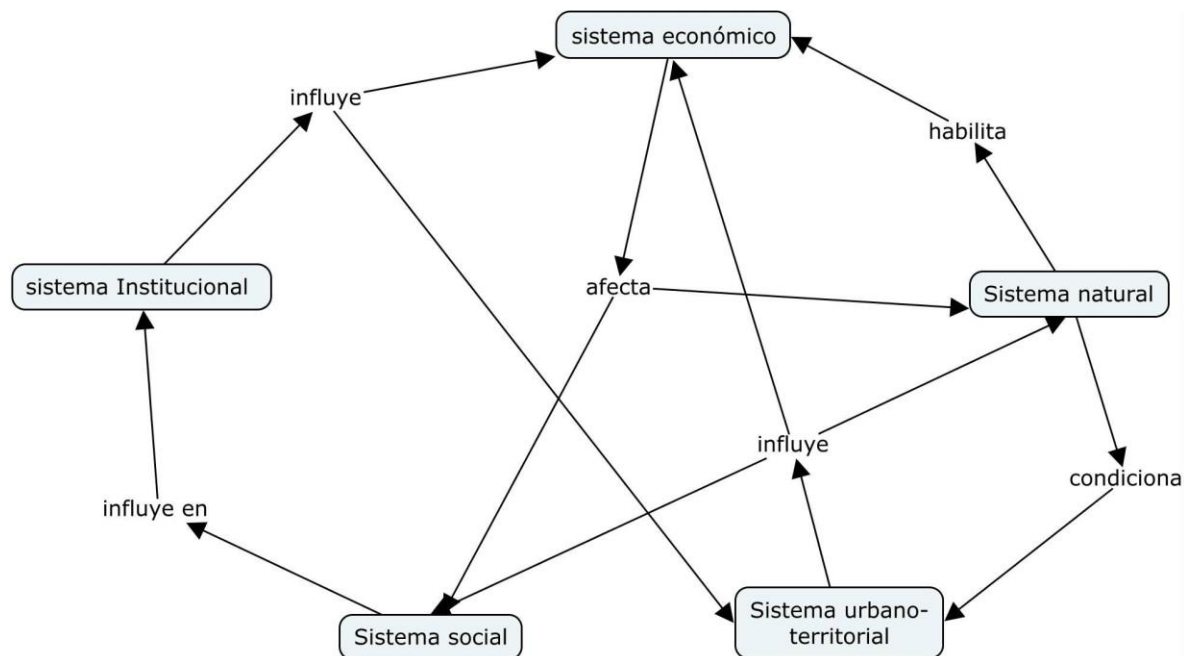 sistema económico
influye
habilita
sistema Institucional
afecta
Sistema natural
influye
condiciona
influye en
Sistema social
Sistema urbano-
territorial